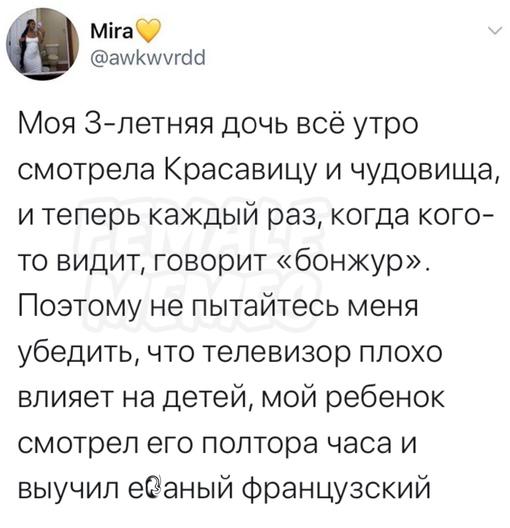 Mira💛
@awkwvrdd
Моя 3-летняя дочь всё утро
смотрела Красавицу и чудовища,
и теперь каждый раз, когда кого-
то видит, говорит «бонжур».
Поэтому не пытайтесь меня
убедить, что телевизор плохо
влияет на детей, мой ребенок
смотрел его полтора часа и
выучил е аный французский
FEMALE
MEMEO